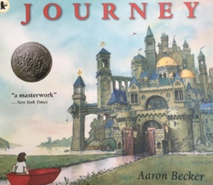 JOURNEY
"a masterwork"
— New York Times
Aaron Becker